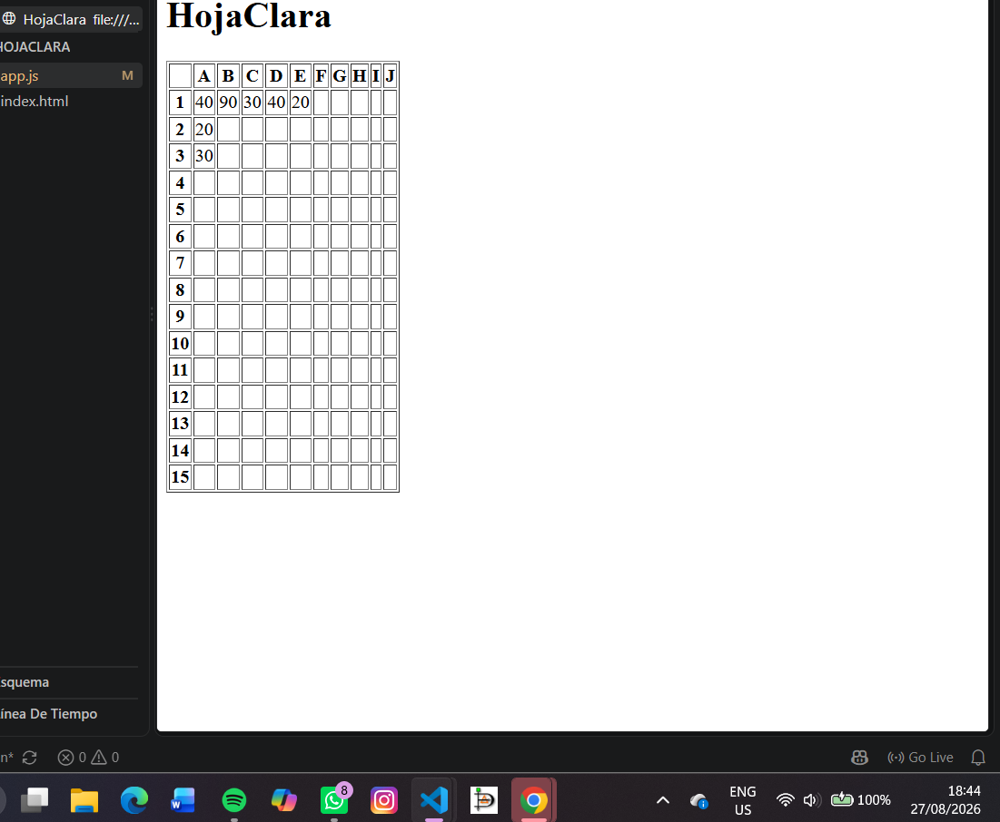 HojaClara file:///...
HojaClara
HOJACLARA
app.js M
index.html
A B C D E F G H I J
1 40 90 30 40 20
2 20
3 30
4
5
6
7
8
9
10
11
12
13
14
15
squema
ínea De Tiempo
n* 0 0 Go Live
8
ENG
US
100%
18:44
27/08/2026